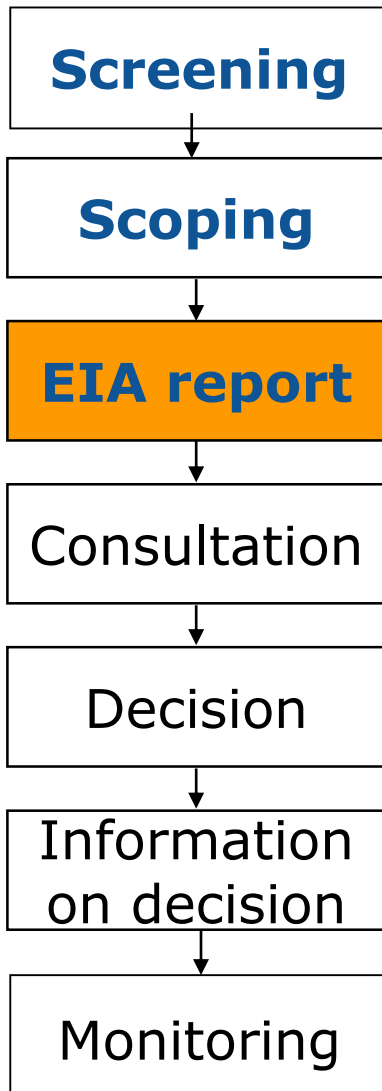 Screening
Scoping
EIA report
Consultation
Decision
Information
on decision
Monitoring